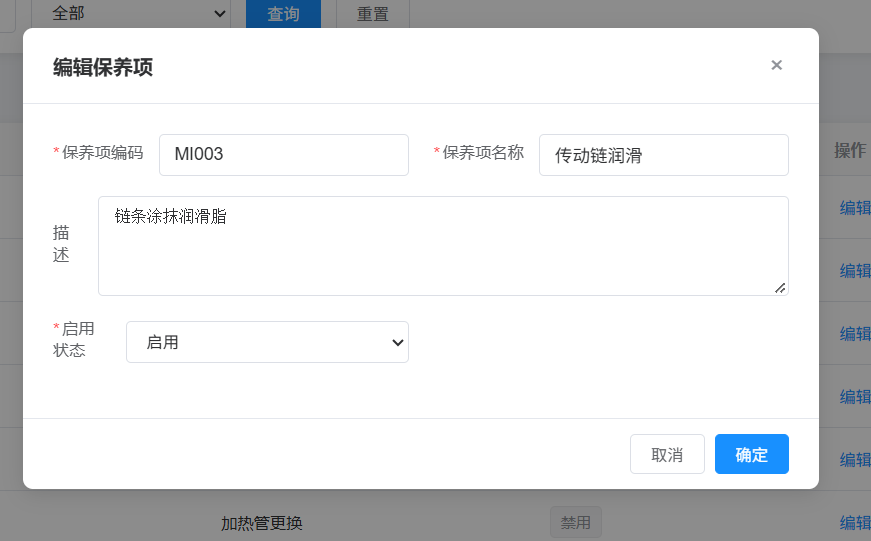 全部
查询
重置
编辑保养项
×
操作
*保养项编码
MI003
*保养项名称
传动链润滑
编辑
描
述
链条涂抹润滑脂
编辑
编辑
*启用
状态
启用
编辑
取消
确定
编辑
加热管更换
禁用
编辑